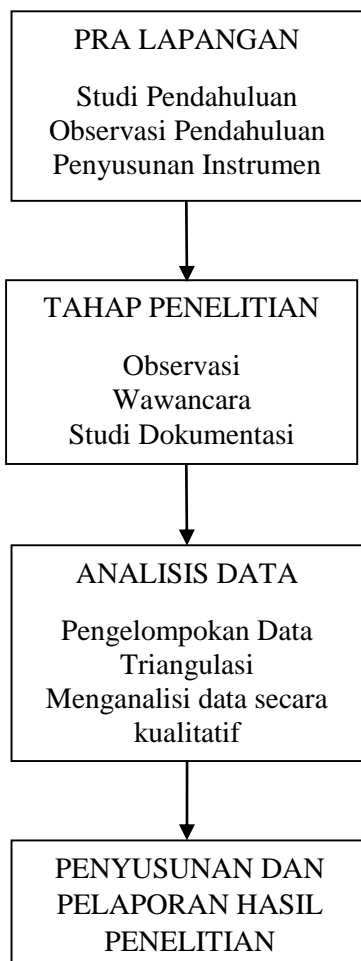 PRA LAPANGAN
Studi Pendahuluan
Observasi Pendahuluan
Penyusunan Instrumen
TAHAP PENELITIAN
Observasi
Wawancara
Studi Dokumentasi
ANALISIS DATA
Pengelompokan Data
Triangulasi
Menganalisi data secara
kualitatif
PENYUSUNAN DAN
PELAPORAN HASIL
PENELITIAN